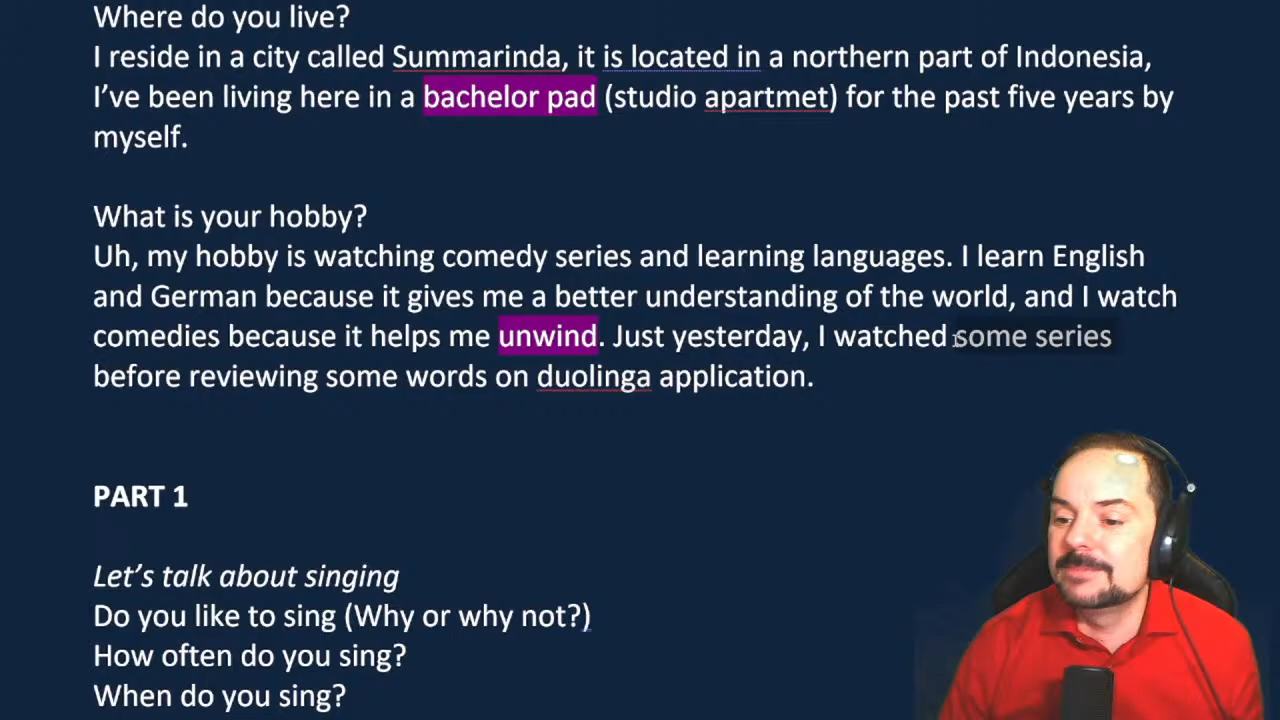 Where do you live?
I reside in a city called Summarinda, it is located in a northern part of Indonesia,
I’ve been living here in a bachelor pad (studio apartmet) for the past five years by
myself.
What is your hobby?
Uh, my hobby is watching comedy series and learning languages. I learn English
and German because it gives me a better understanding of the world, and I watch
comedies because it helps me unwind. Just yesterday, I watched some series
before reviewing some words on duolinga application.
PART 1
Let’s talk about singing
Do you like to sing (Why or why not?)
How often do you sing?
When do you sing?